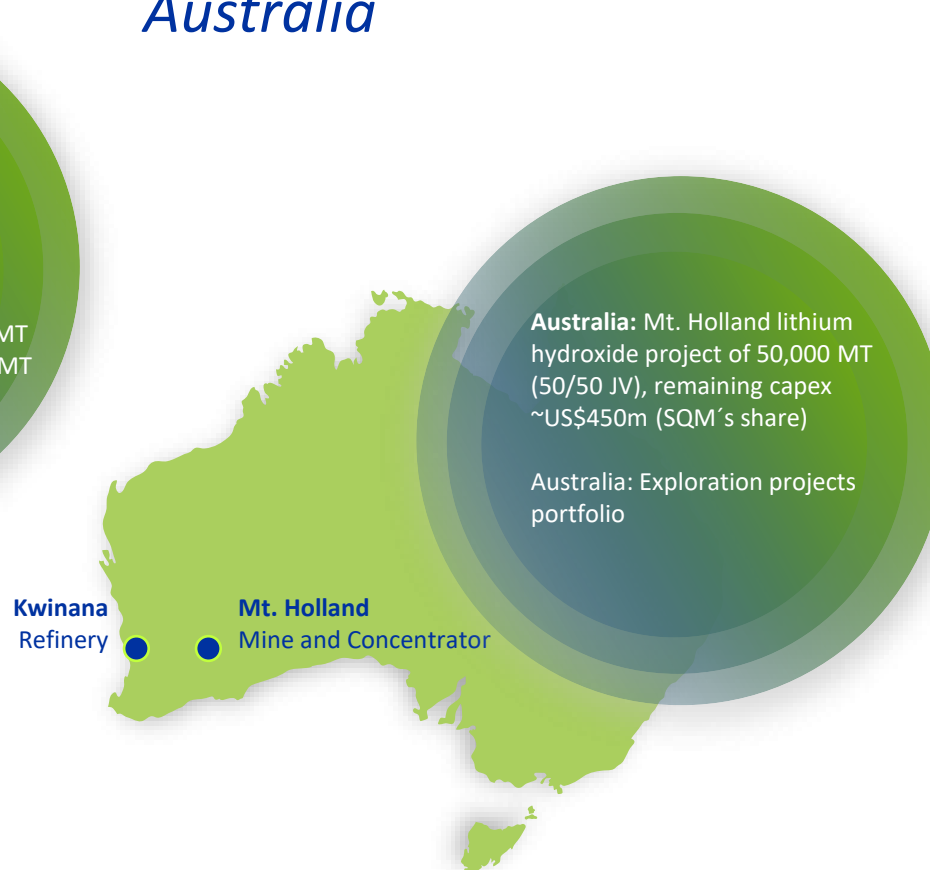 Australia
MT
MT
Australia: Mt. Holland lithium
hydroxide project of 50,000 MT
(50/50 JV), remaining capex
~US$450m (SQM´s share)
Australia: Exploration projects
portfolio
Kwinana
Refinery
Mt. Holland
Mine and Concentrator